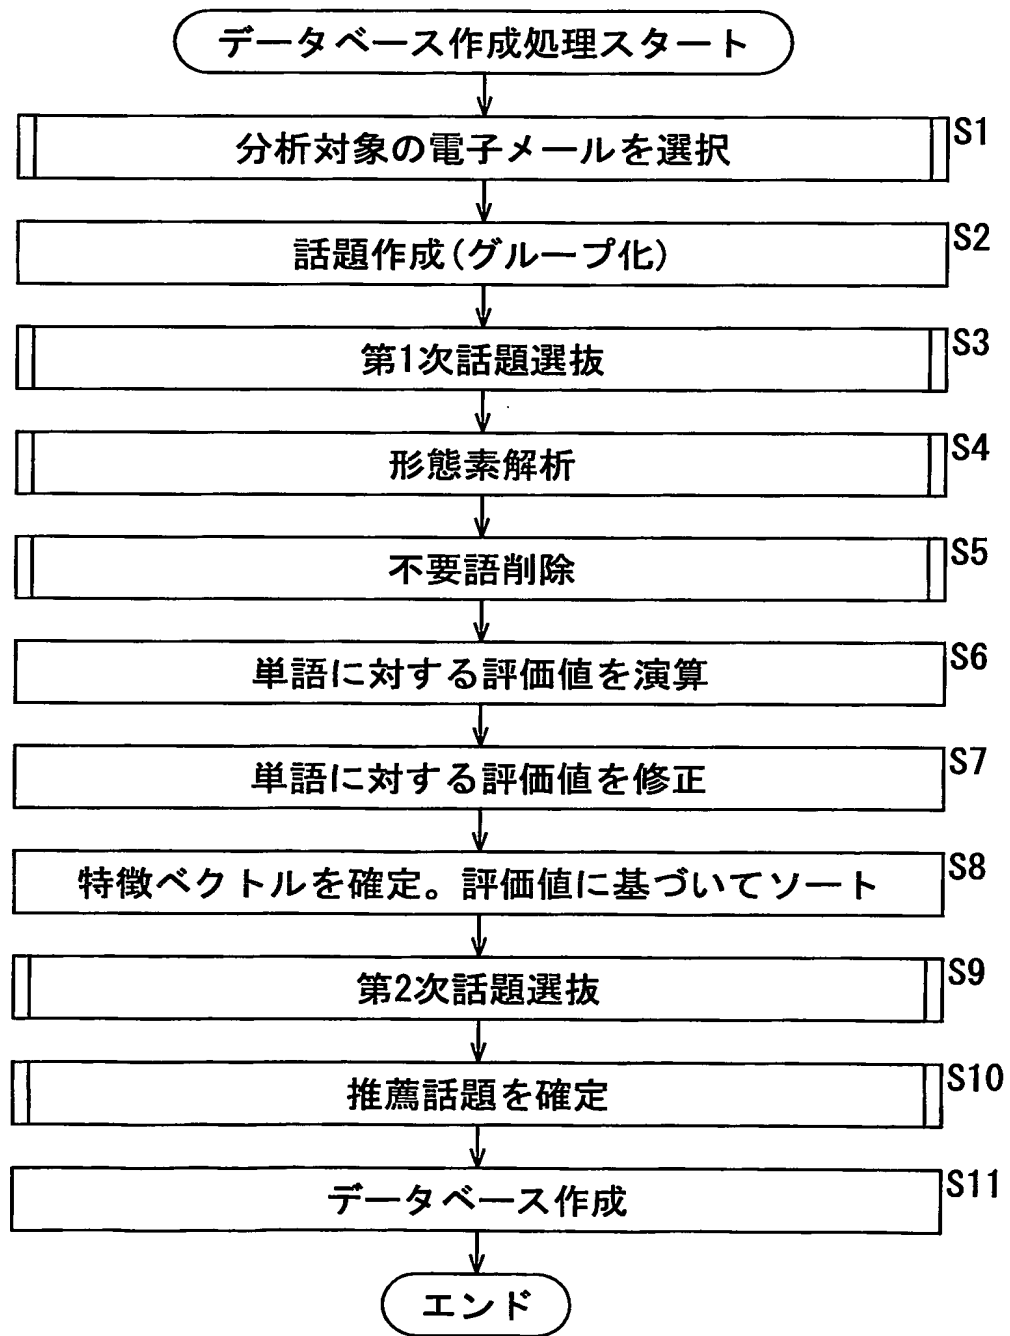 データベース作成処理スタート
分析対象の電子メールを選択 S1
話題作成(グループ化) S2
第1次話題選抜 S3
形態素解析 S4
不要語削除 S5
単語に対する評価値を演算 S6
単語に対する評価値を修正 S7
特徴ベクトルを確定。評価値に基づいてソート S8
第2次話題選抜 S9
推薦話題を確定 S10
データベース作成 S11
エンド